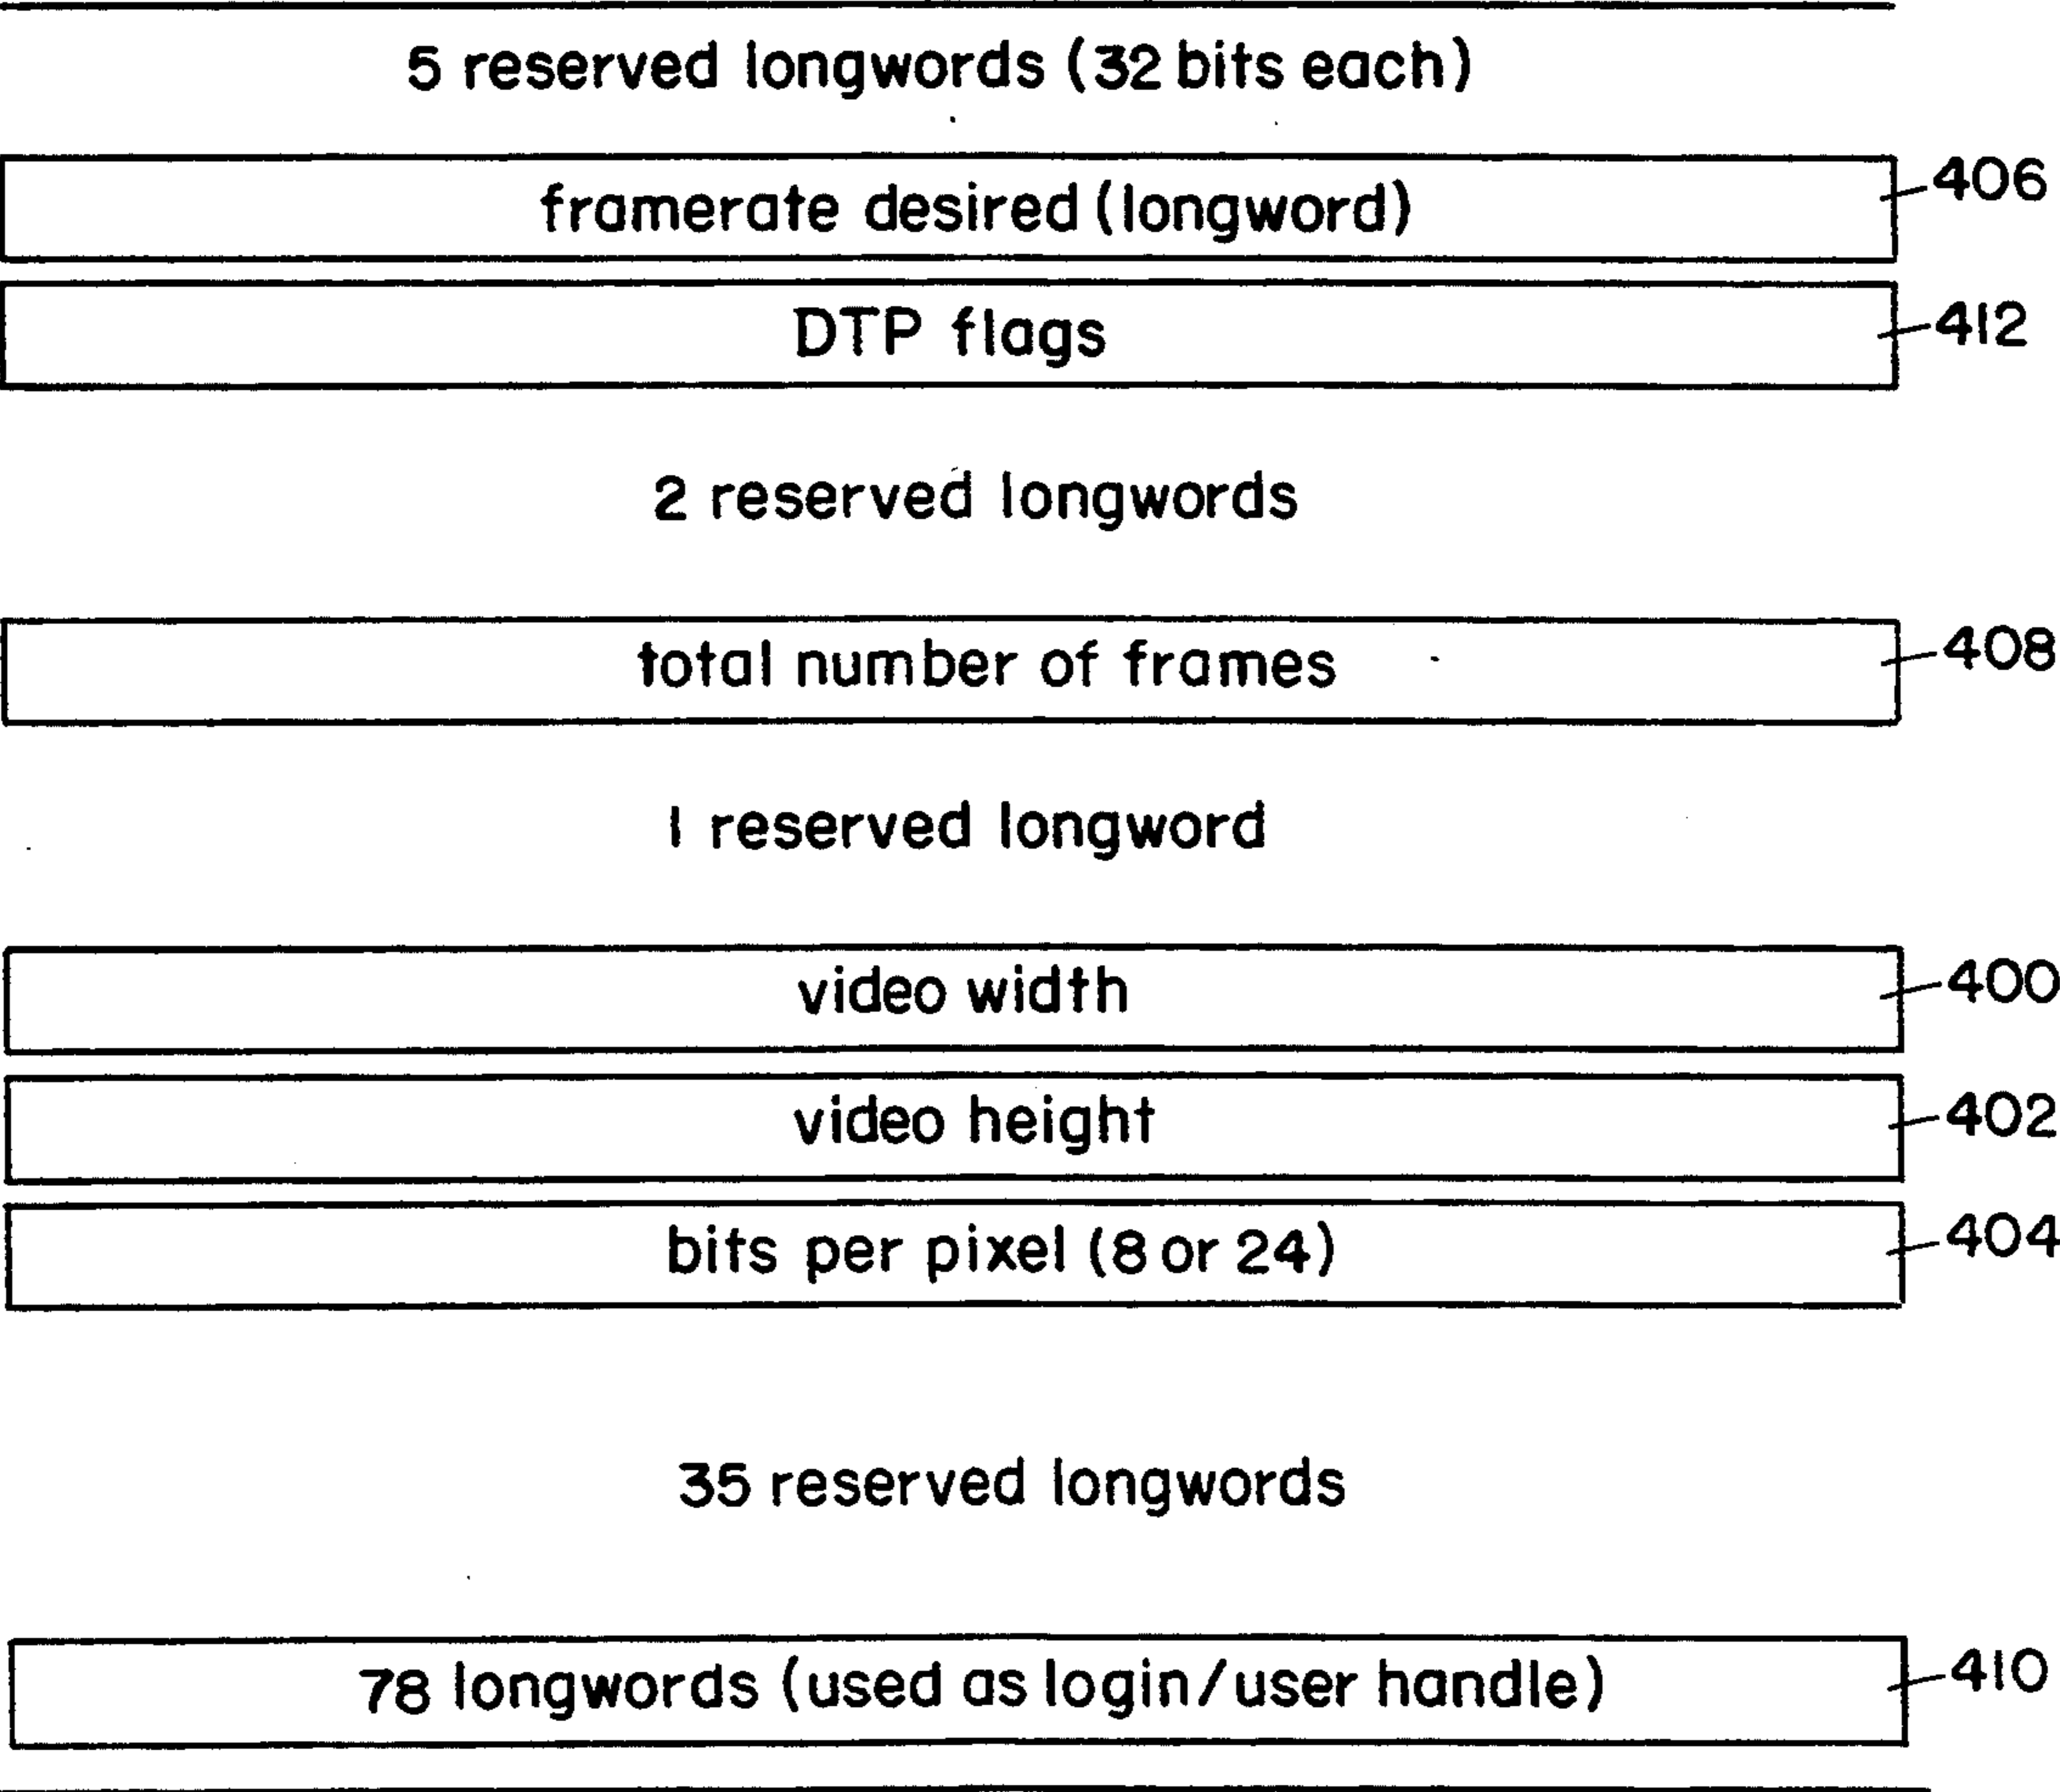 5 reserved longwords (32 bits each)
framerate desired (longword) 406
DTP flags 412
2 reserved longwords
total number of frames 408
1 reserved longword
video width 400
video height 402
bits per pixel (8 or 24) 404
35 reserved longwords
78 longwords (used as login/user handle) 410